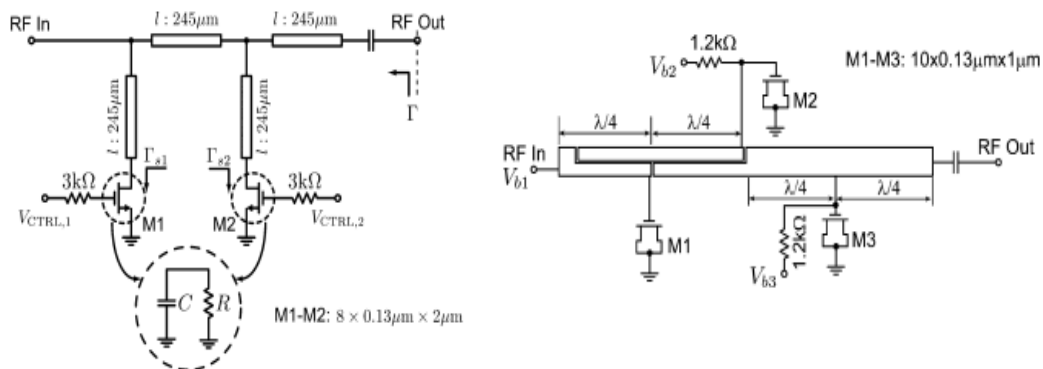 RF In
l : 245μm
l : 245μm
RF Out
l : 245μm
l : 245μm
Γ
Γs1
Γs2
3kΩ
3kΩ
VCTRL,1
M1
M2
VCTRL,2
C
R
M1-M2: 8 × 0.13μm × 2μm
1.2kΩ
Vb2
M1-M3: 10x0.13μmx1μm
M2
λ/4
λ/4
RF In
Vb1
RF Out
λ/4
λ/4
M1
1.2kΩ
M3
Vb3